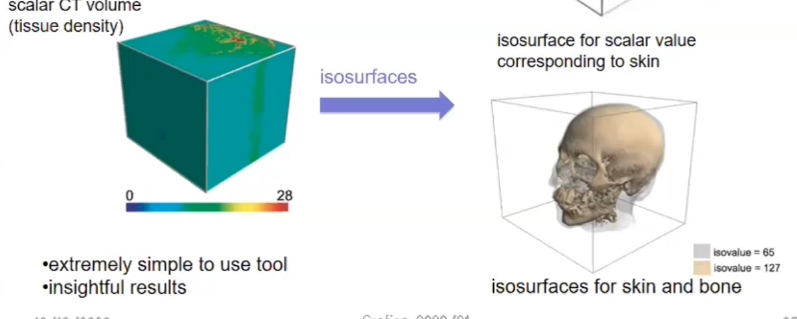 scalar CT volume
(tissue density)
isosurfaces
isosurface for scalar value
corresponding to skin
0 28
isovalue = 65
isovalue = 127
•extremely simple to use tool
•insightful results
isosurfaces for skin and bone